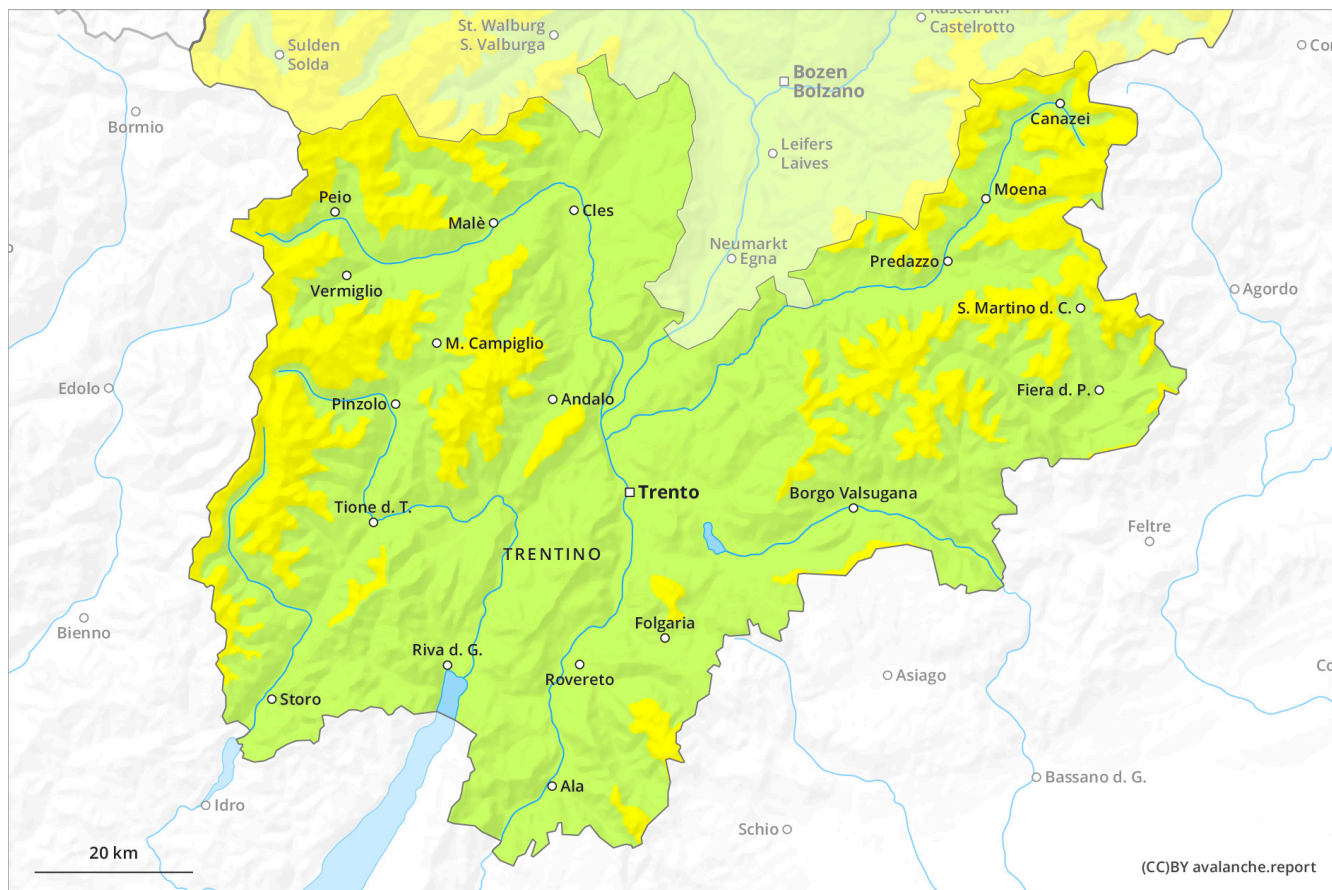 Kastelruth
Castelrotto
St. Walburg
S. Valburga
Sulden
Solda
Bozen
Bolzano
Bormio
Canazei
Leifers
Laives
Peio
Malè
Cles
Moena
Neumarkt
Egna
Predazzo
Vermiglio
Agordo
S. Martino d. C.
M. Campiglio
Edolo
Pinzolo
Andalo
Fiera d. P.
Trento
Borgo Valsugana
Tione d. T.
Feltre
TRENTINO
Bienno
Folgaria
Riva d. G.
Rovereto
Asiago
Storo
Ala
Bassano d. G.
Idro
Schio
20 km
(CC)BY avalanche.report